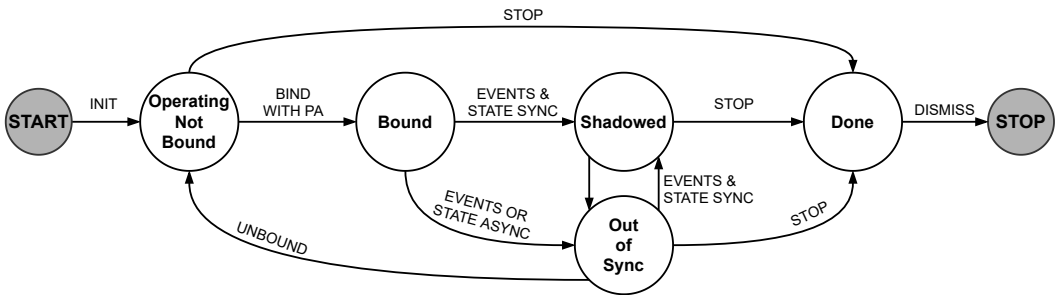 STOP
START
INIT
Operating
Not
Bound
BIND
WITH PA
Bound
EVENTS &
STATE SYNC
Shadowed
STOP
Done
DISMISS
STOP
EVENTS OR
STATE ASYNC
EVENTS &
STATE SYNC
UNBOUND
Out
of
Sync
STOP